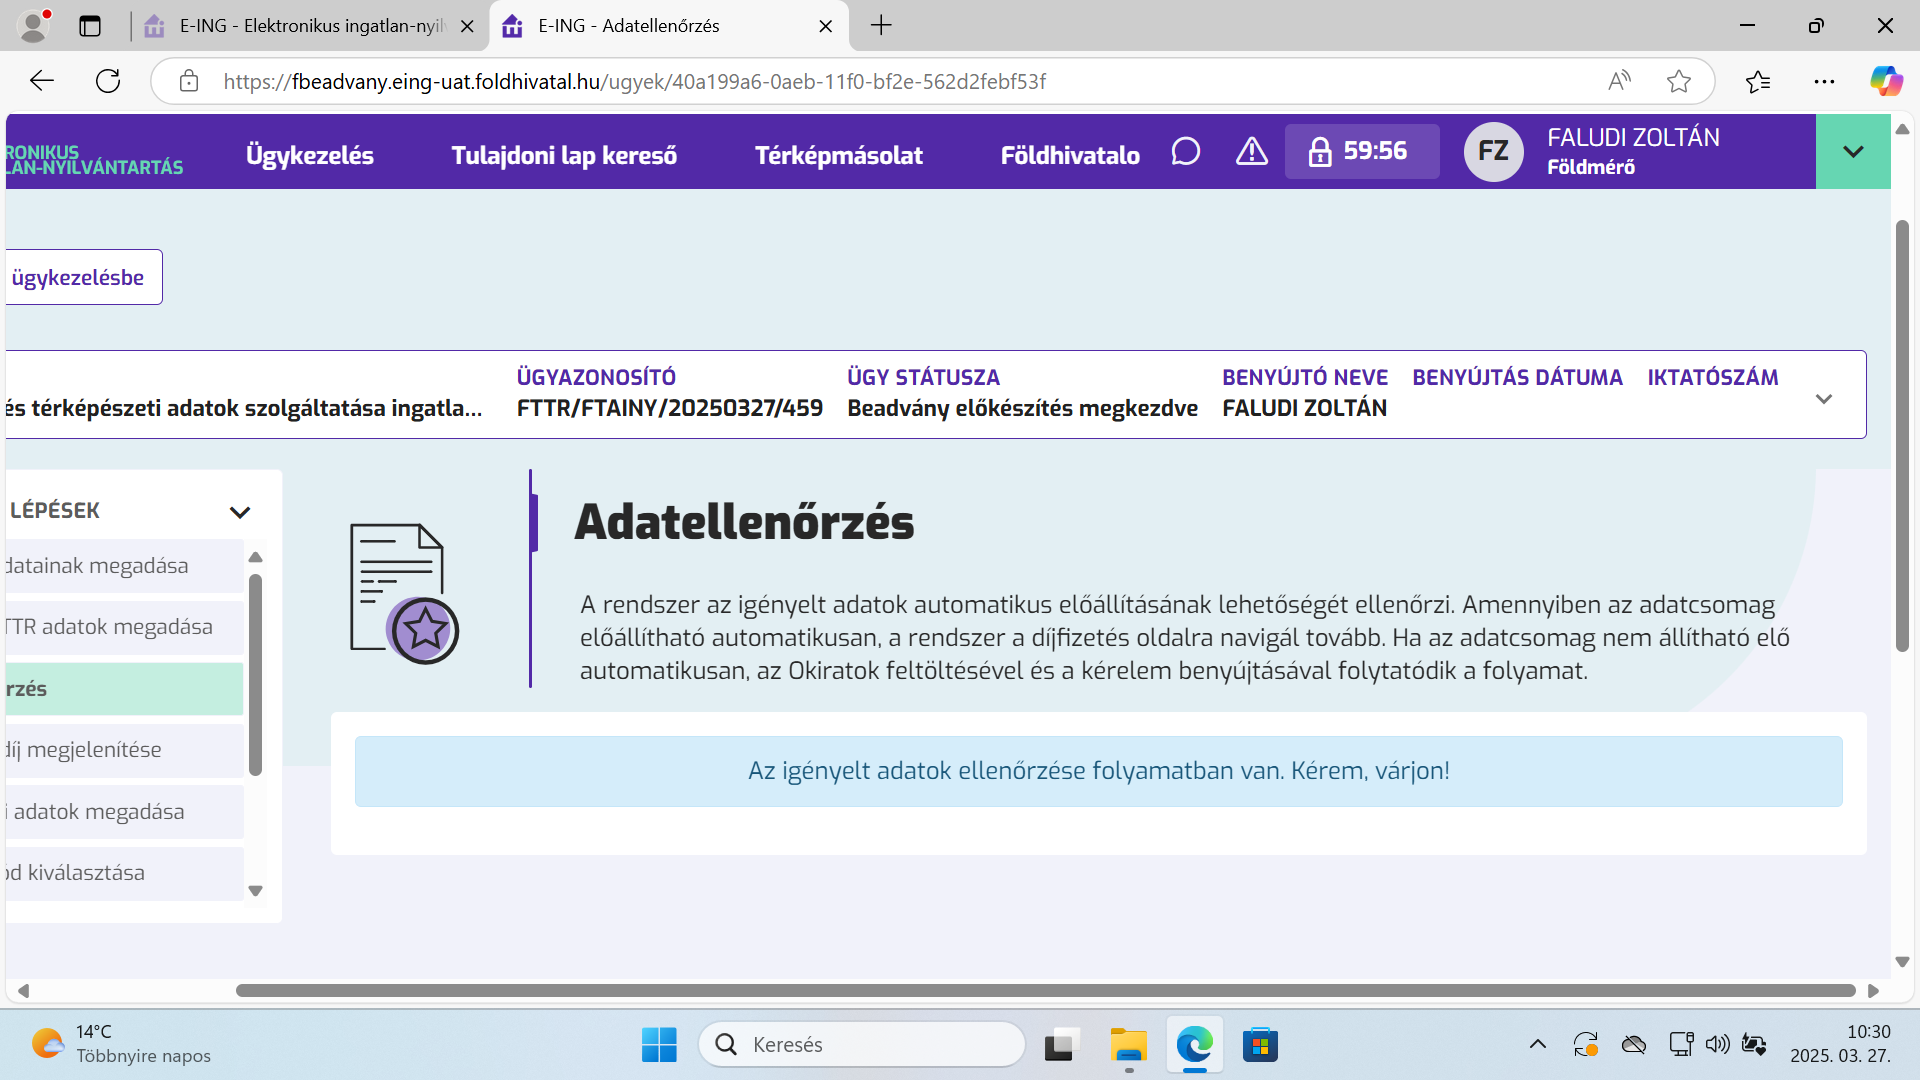 E-ING - Elektronikus ingatlan-nyil
E-ING - Adatellenőrzés
https://fbeadvany.eing-uat.foldhivatal.hu/ugyek/40a199a6-0aeb-11f0-bf2e-562d2febf53f
RONIKUS
LAN-NYILVÁNTARTÁS
Ügykezelés
Tulajdoni lap kereső
Térképmásolat
Földhivatalo
59:56
FZ
FALUDI ZOLTÁN
Földmérő
ügykezelésbe
ÜGYAZONOSÍTÓ
ÜGY STÁTUSZA
BENYÚJTÓ NEVE
BENYÚJTÁS DÁTUMA
IKTATÓSZÁM
és térképészeti adatok szolgáltatása ingatla...
FTTR/FTAINY/20250327/459
Beadvány előkészítés megkezdve
FALUDI ZOLTÁN
LÉPÉSEK
datainak megadása
TTR adatok megadása
rzés
díj megjelenítése
i adatok megadása
ód kiválasztása
Adatellenőrzés
A rendszer az igényelt adatok automatikus előállításának lehetőségét ellenőrzi. Amennyiben az adatcsomag
előállítható automatikusan, a rendszer a díjfizetés oldalra navigál tovább. Ha az adatcsomag nem állítható elő
automatikusan, az Okiratok feltöltésével és a kérelem benyújtásával folytatódik a folyamat.
Az igényelt adatok ellenőrzése folyamatban van. Kérem, várjon!
14°C
Többnyire napos
Keresés
10:30
2025. 03. 27.